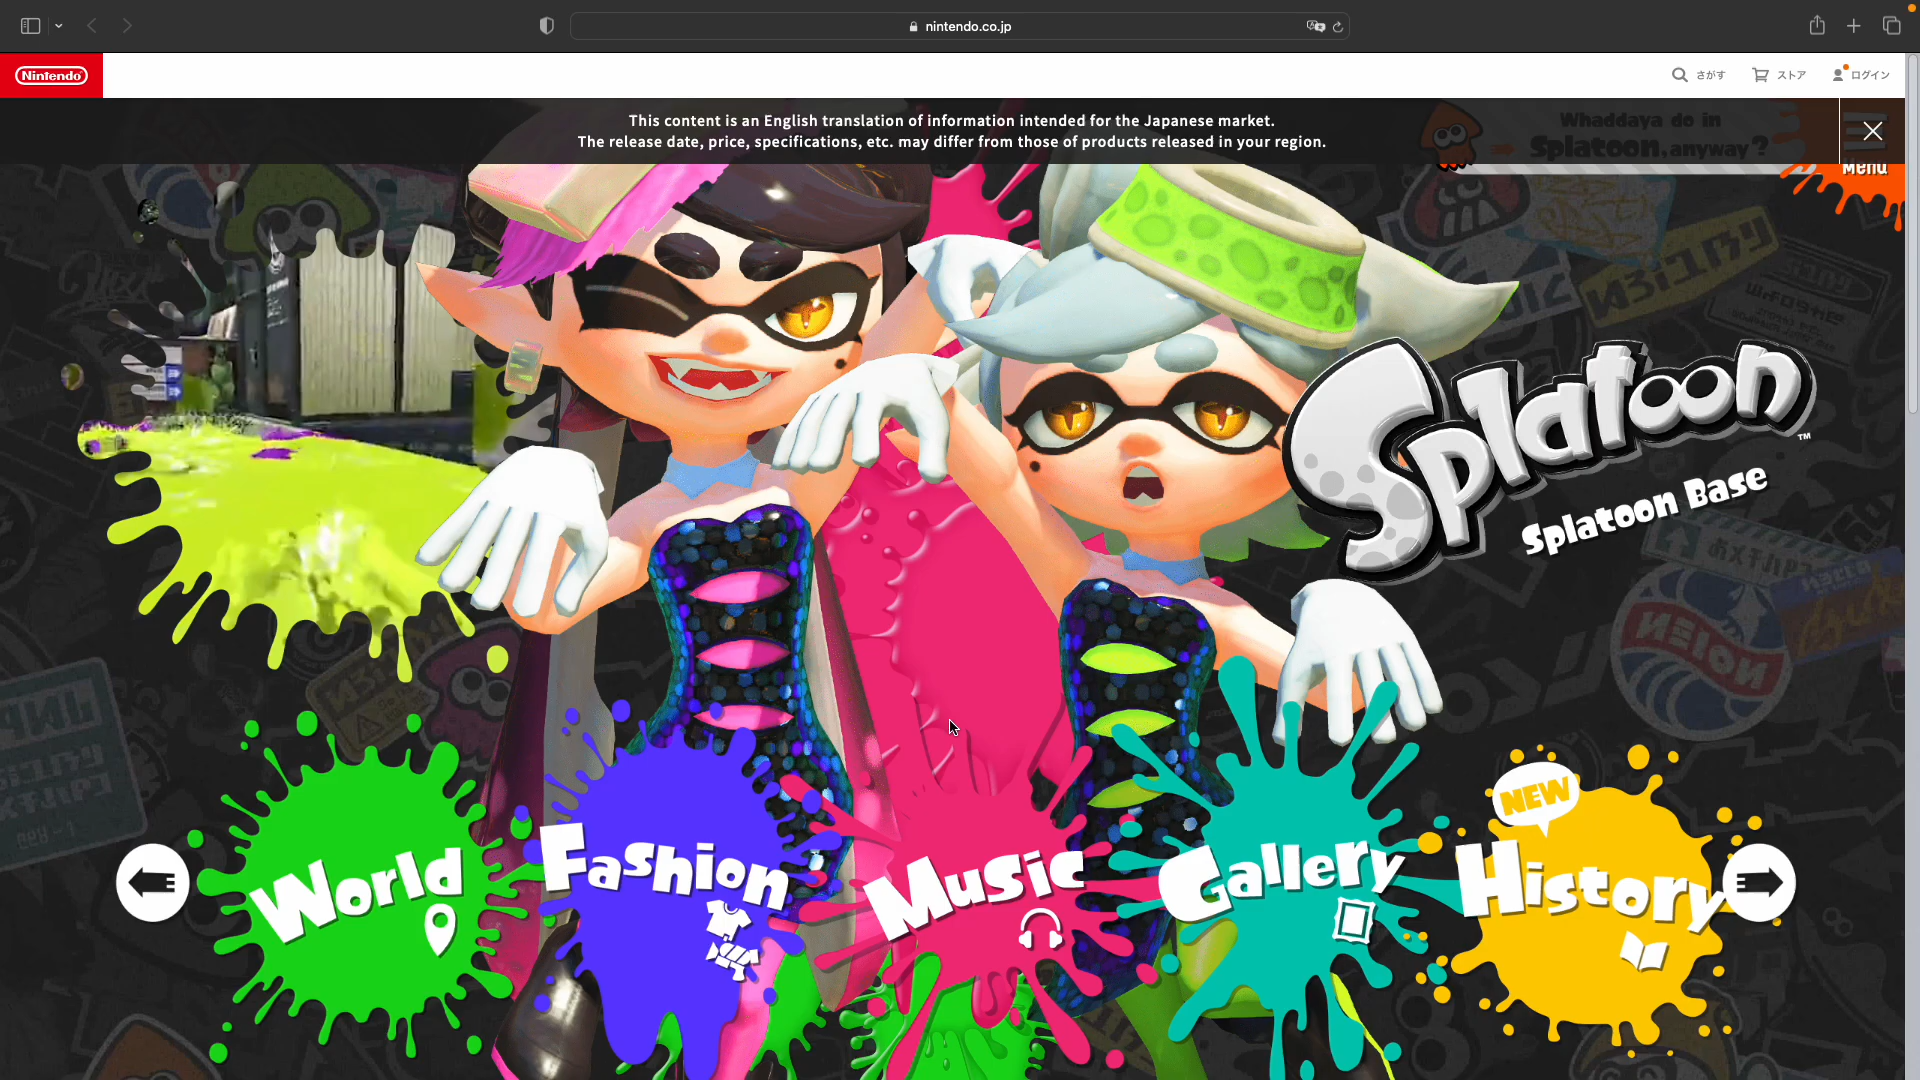 nintendo.co.jp
Nintendo
さがす
ストア
ログイン
This content is an English translation of information intended for the Japanese market.
The release date, price, specifications, etc. may differ from those of products released in your region.
Whaddaya do in
Splatoon, anyway?
Menu
Splatoon™
Splatoon Base
World
Fashion
Music
Gallery
NEW
History